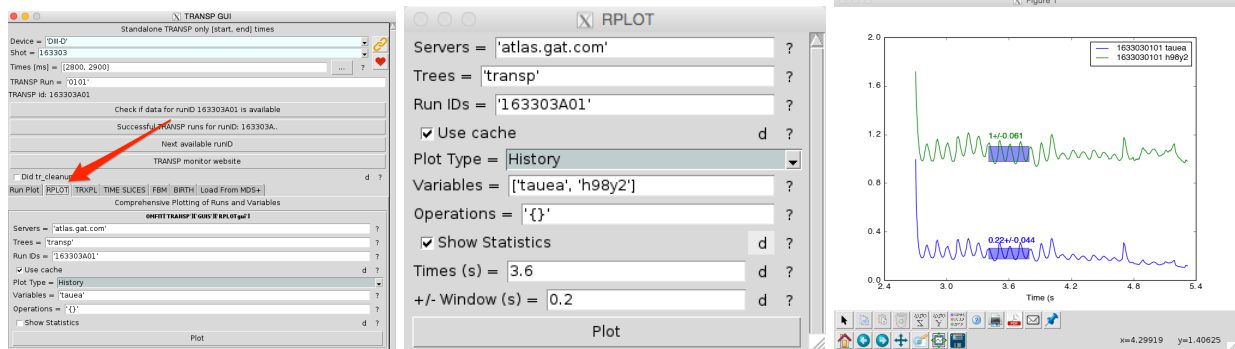 TRANSP GUI
Standalone TRANSP only [start, end] times
Device = 'DIII-D'
Shot = 163303
Times [ms] = [2800, 2900]
... ?
TRANSP Run = '0101'
TRANSP id: 163303A01
Check if data for runID 163303A01 is available
Successful TRANSP runs for runID: 163303A..
Next available runID
TRANSP monitor website
Did tr_cleanup
d ?
Run Plot RPLOT TRXPL TIME SLICES FBM BIRTH Load From MDS+
Comprehensive Plotting of Runs and Variables
OMFIT['TRANSP']['GUIS']['RPLOTgui']
Servers = 'atlas.gat.com' ?
Trees = 'transp' ?
Run IDs = '163303A01' ?
Use cache d ?
Plot Type = History
Variables = 'tauea' ?
Operations = '{}' ?
Show Statistics d ?
Plot
RPLOT
Servers = 'atlas.gat.com' ?
Trees = 'transp' ?
Run IDs = '163303A01' ?
Use cache d ?
Plot Type = History
Variables = ['tauea', 'h98y2'] ?
Operations = '{}' ?
Show Statistics d ?
Times (s) = 3.6 d ?
+/- Window (s) = 0.2 d ?
Plot
Figure 1
2.0
1.6
1.2
0.8
0.4
0.0
1633030101 tauea
1633030101 h98y2
1+/-0.061
0.22+/-0.044
2.4 3.0 3.6 4.2 4.8 5.4
Time (s
x=4.29919 y=1.40625